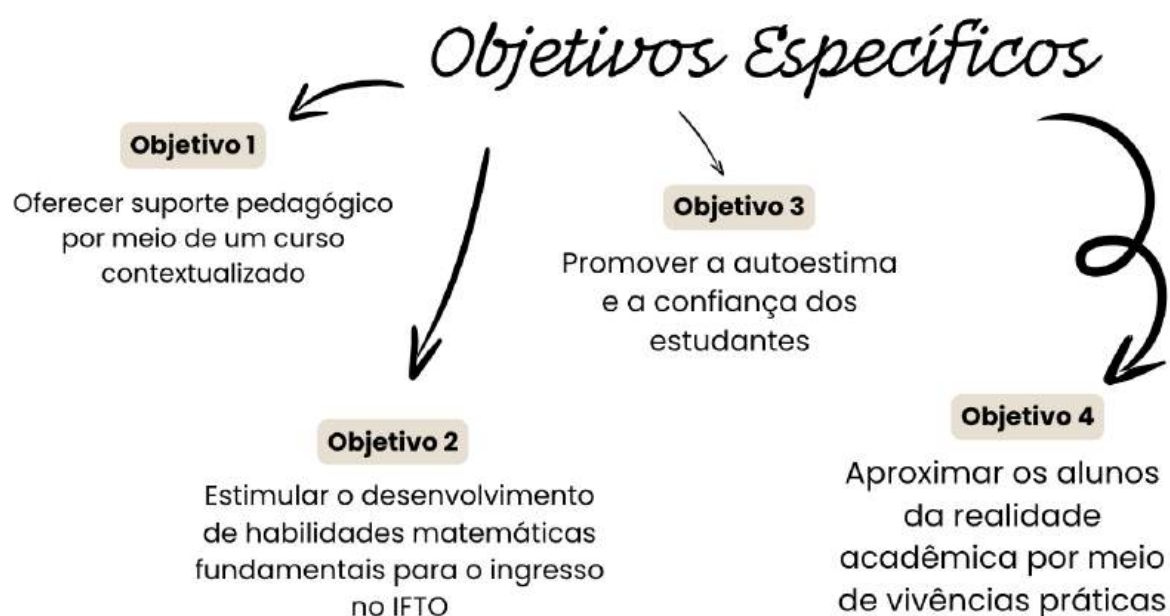 Objetivos Específicos
Objetivo 1
Oferecer suporte pedagógico
por meio de um curso
contextualizado
Objetivo 2
Estimular o desenvolvimento
de habilidades matemáticas
fundamentais para o ingresso
no IFTO
Objetivo 3
Promover a autoestima
e a confiança dos
estudantes
Objetivo 4
Aproximar os alunos
da realidade
acadêmica por meio
de vivências práticas